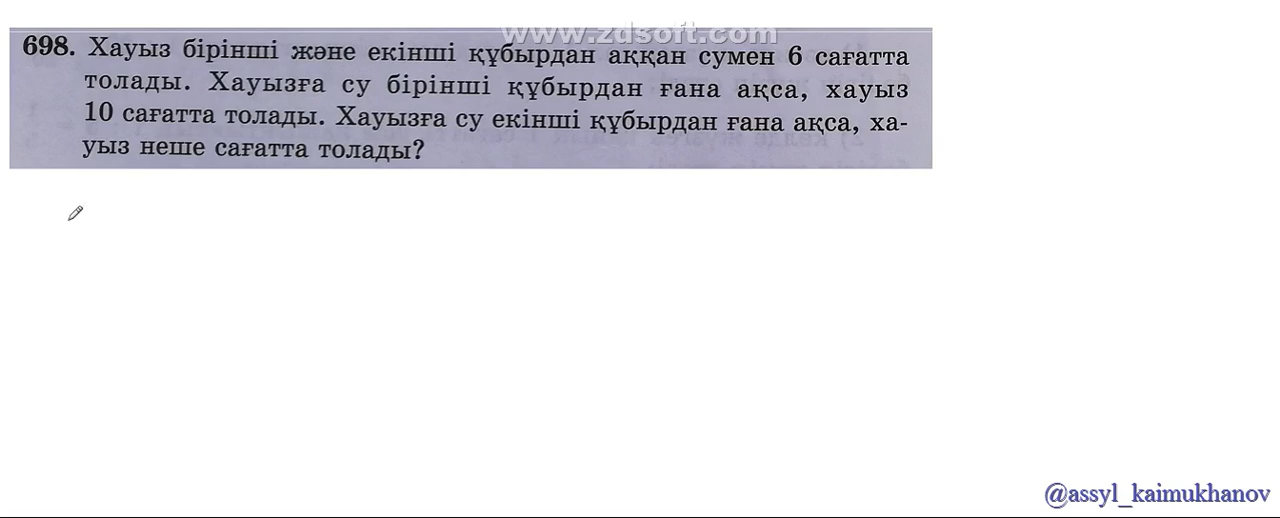 www.zdsoft.com
698. Хауыз бірінші және екінші құбырдан аққан сумен 6 сағатта
толады. Хауызға су бірінші құбырдан ғана ақса, хауыз
10 сағатта толады. Хауызға су екінші құбырдан ғана ақса, ха-
уыз неше сағатта толады?
@assyl_kaimukhanov